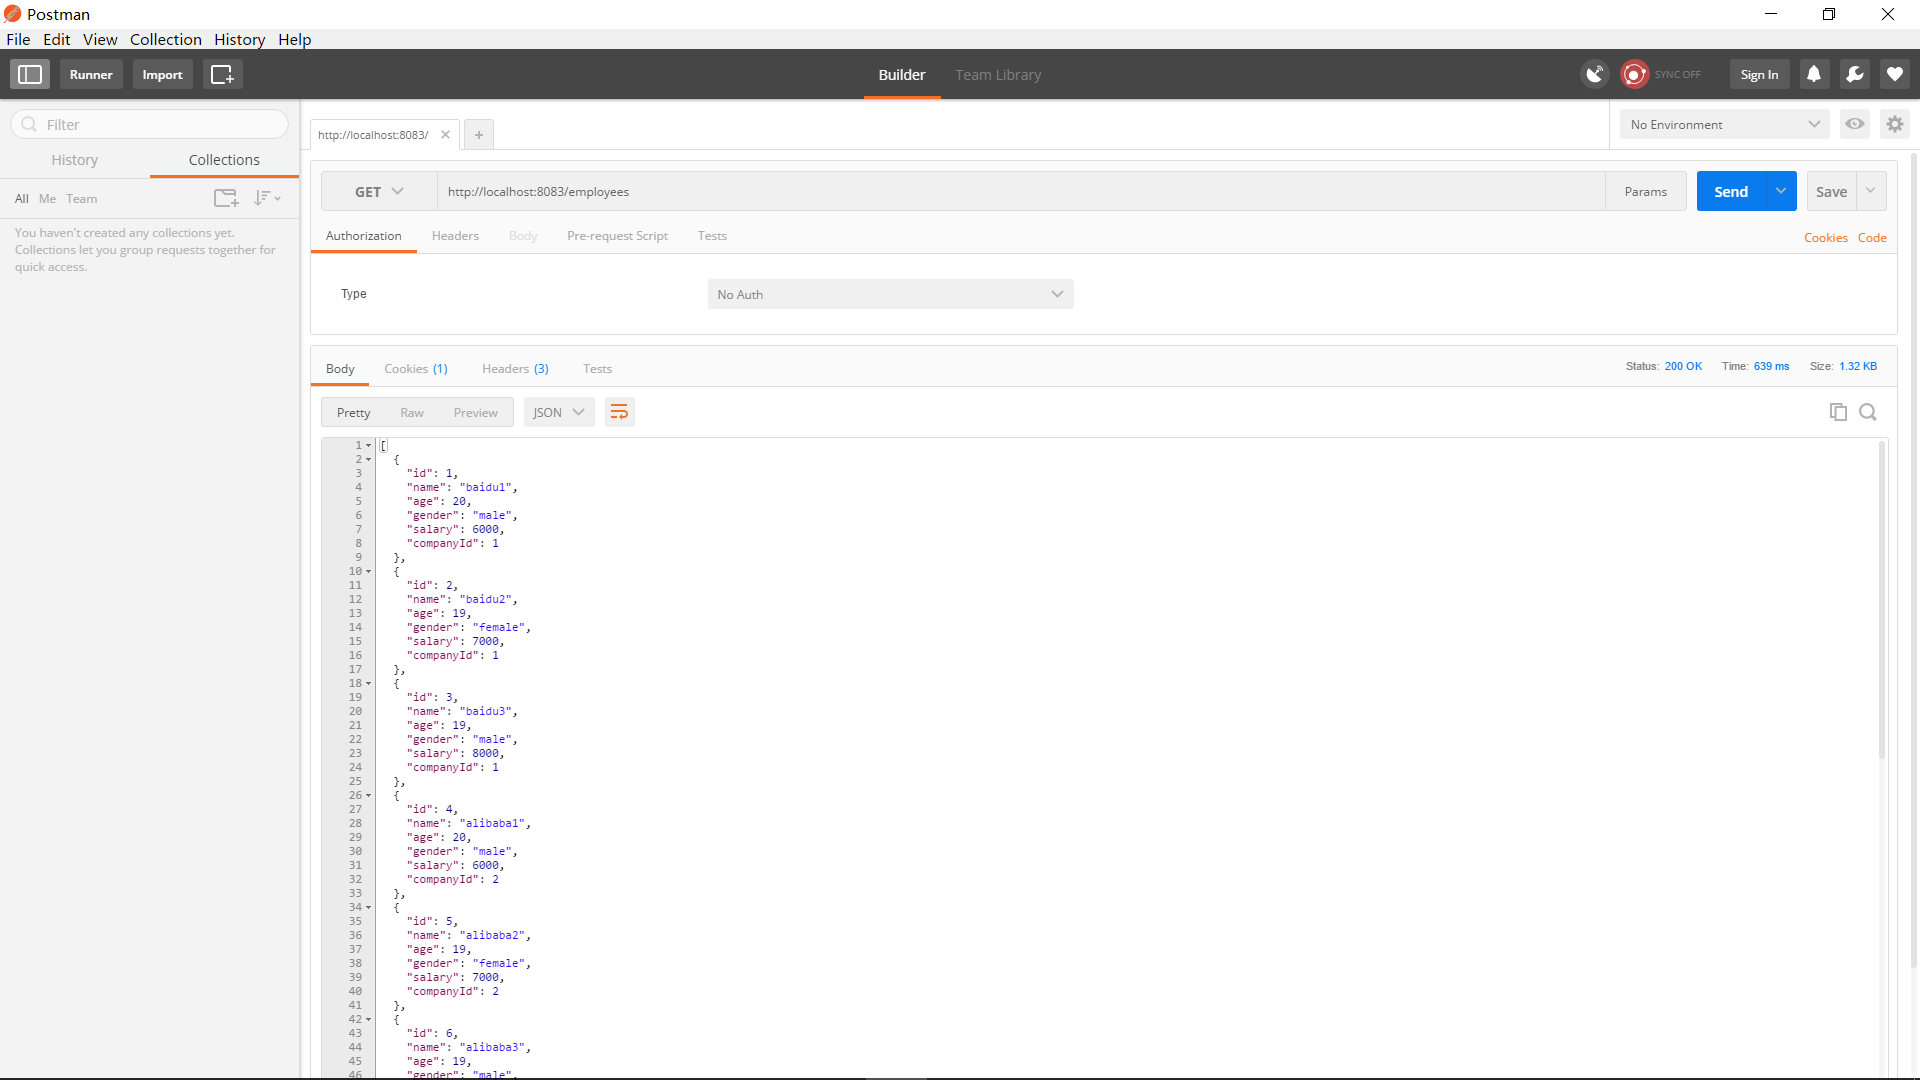 Postman
File Edit View Collection History Help
Runner Import Builder Team Library SYNC OFF Sign In
Filter
History Collections
All Me Team
You haven't created any collections yet.
Collections let you group requests together for
quick access.
http://localhost:8083/
No Environment
GET http://localhost:8083/employees Params Send Save
Authorization Headers Body Pre-request Script Tests Cookies Code
Type No Auth
Body Cookies (1) Headers (3) Tests Status: 200 OK Time: 639 ms Size: 1.32 KB
Pretty Raw Preview JSON
1 [
2 {
3 "id": 1,
4 "name": "baidu1",
5 "age": 20,
6 "gender": "male",
7 "salary": 6000,
8 "companyId": 1
9 },
10 {
11 "id": 2,
12 "name": "baidu2",
13 "age": 19,
14 "gender": "female",
15 "salary": 7000,
16 "companyId": 1
17 },
18 {
19 "id": 3,
20 "name": "baidu3",
21 "age": 19,
22 "gender": "male",
23 "salary": 8000,
24 "companyId": 1
25 },
26 {
27 "id": 4,
28 "name": "alibaba1",
29 "age": 20,
30 "gender": "male",
31 "salary": 6000,
32 "companyId": 2
33 },
34 {
35 "id": 5,
36 "name": "alibaba2",
37 "age": 19,
38 "gender": "female",
39 "salary": 7000,
40 "companyId": 2
41 },
42 {
43 "id": 6,
44 "name": "alibaba3",
45 "age": 19,
46 "gender": "male",